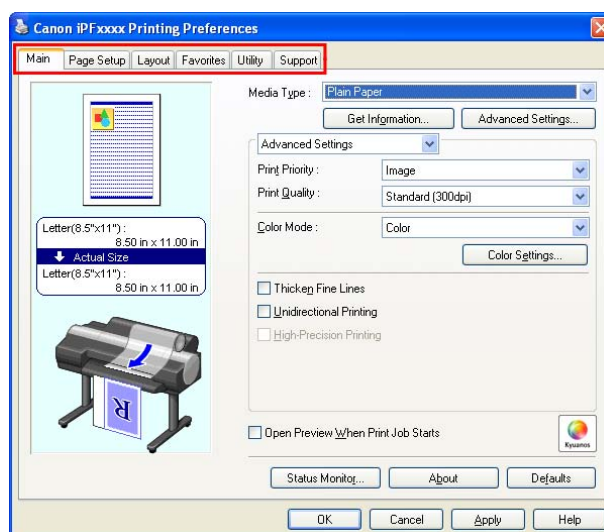 Canon iPFxxxx Printing Preferences
Main Page Setup Layout Favorites Utility Support
Media Type : Plain Paper
Get Information... Advanced Settings...
Advanced Settings
Print Priority : Image
Print Quality : Standard (300dpi)
Color Mode : Color
Color Settings...
Thicken Fine Lines
Unidirectional Printing
High-Precision Printing
Letter(8.5"x11") :
8.50 in x 11.00 in
Actual Size
Letter(8.5"x11") :
8.50 in x 11.00 in
R
Open Preview When Print Job Starts
Kyuanos
Status Monitor... About Defaults
OK Cancel Apply Help